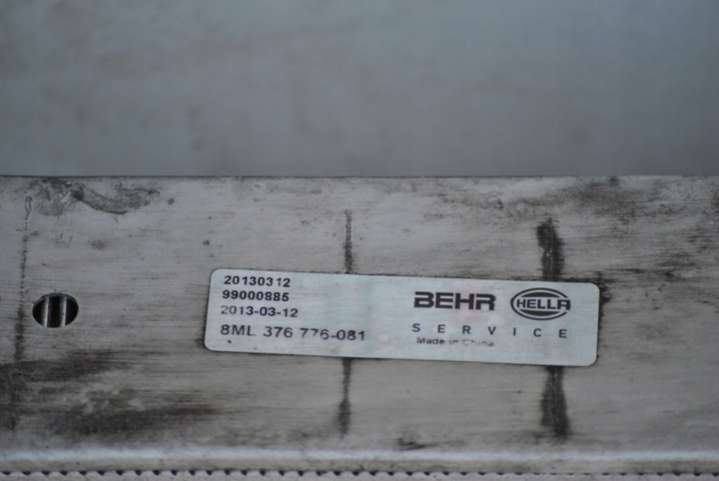 20130312
99000885
2013-03-12
8ML 376 776-081
BEHR HELLA
SERVICE
Made in China